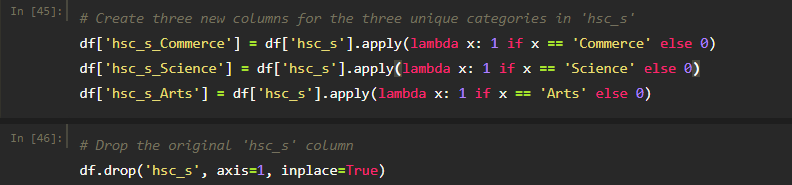 In [45]:
# Create three new columns for the three unique categories in 'hsc_s'
df['hsc_s_Commerce'] = df['hsc_s'].apply(lambda x: 1 if x == 'Commerce' else 0)
df['hsc_s_Science'] = df['hsc_s'].apply(lambda x: 1 if x == 'Science' else 0)
df['hsc_s_Arts'] = df['hsc_s'].apply(lambda x: 1 if x == 'Arts' else 0)
In [46]:
# Drop the original 'hsc_s' column
df.drop('hsc_s', axis=1, inplace=True)